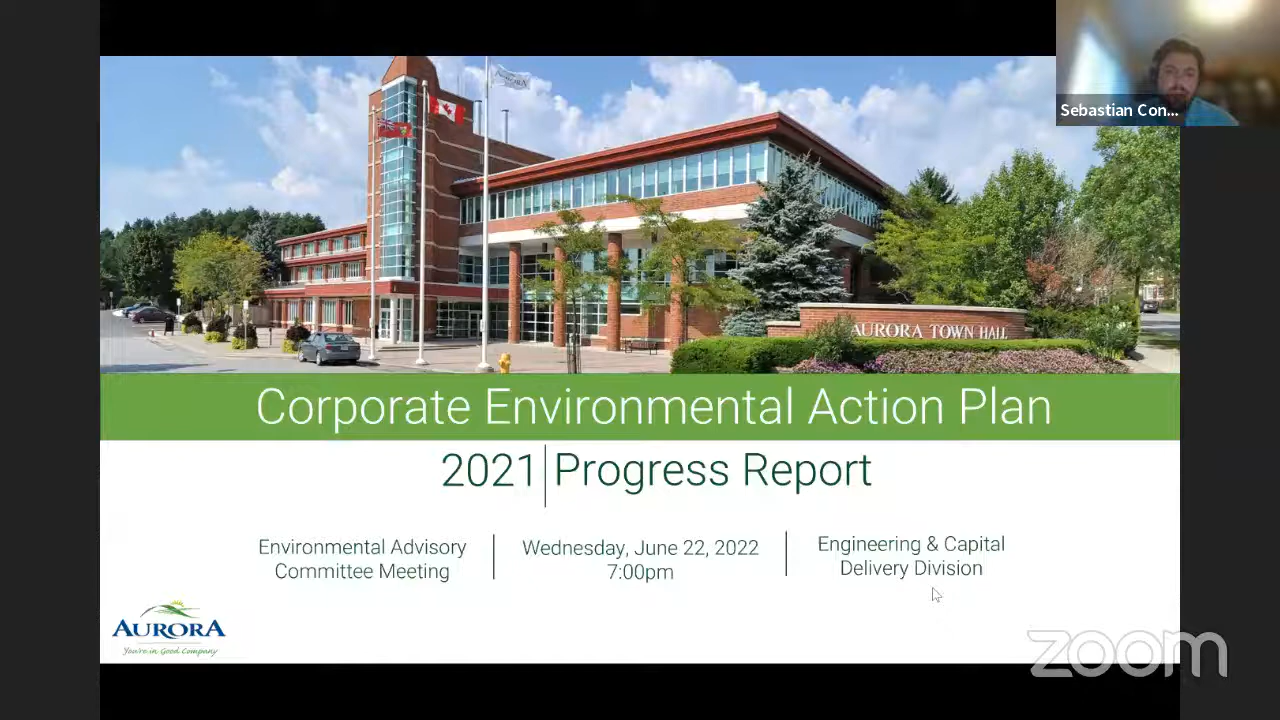 Sebastian Con...
AURORA
AURORA TOWN HALL
Corporate Environmental Action Plan
2021 Progress Report
Environmental Advisory
Committee Meeting
Wednesday, June 22, 2022
7:00pm
Engineering & Capital
Delivery Division
AURORA
You're in Good Company
zoom